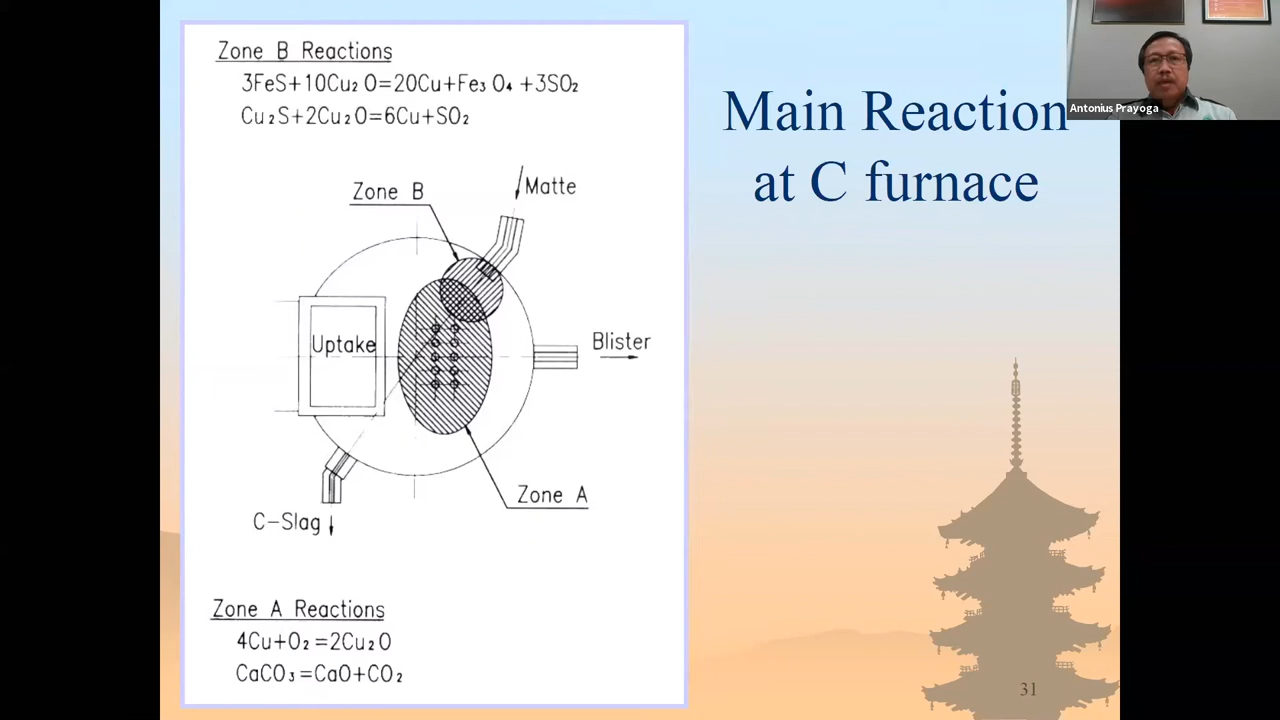 Zone B Reactions
3FeS+10Cu₂O=20Cu+Fe₃O₄+3SO₂
Cu₂S+2Cu₂O=6Cu+SO₂
Main Reaction
at C furnace
Antonius Prayoga
Zone B
Matte
Uptake
Blister
Zone A
C-Slag
Zone A Reactions
4Cu+O₂=2Cu₂O
CaCO₃=CaO+CO₂
31